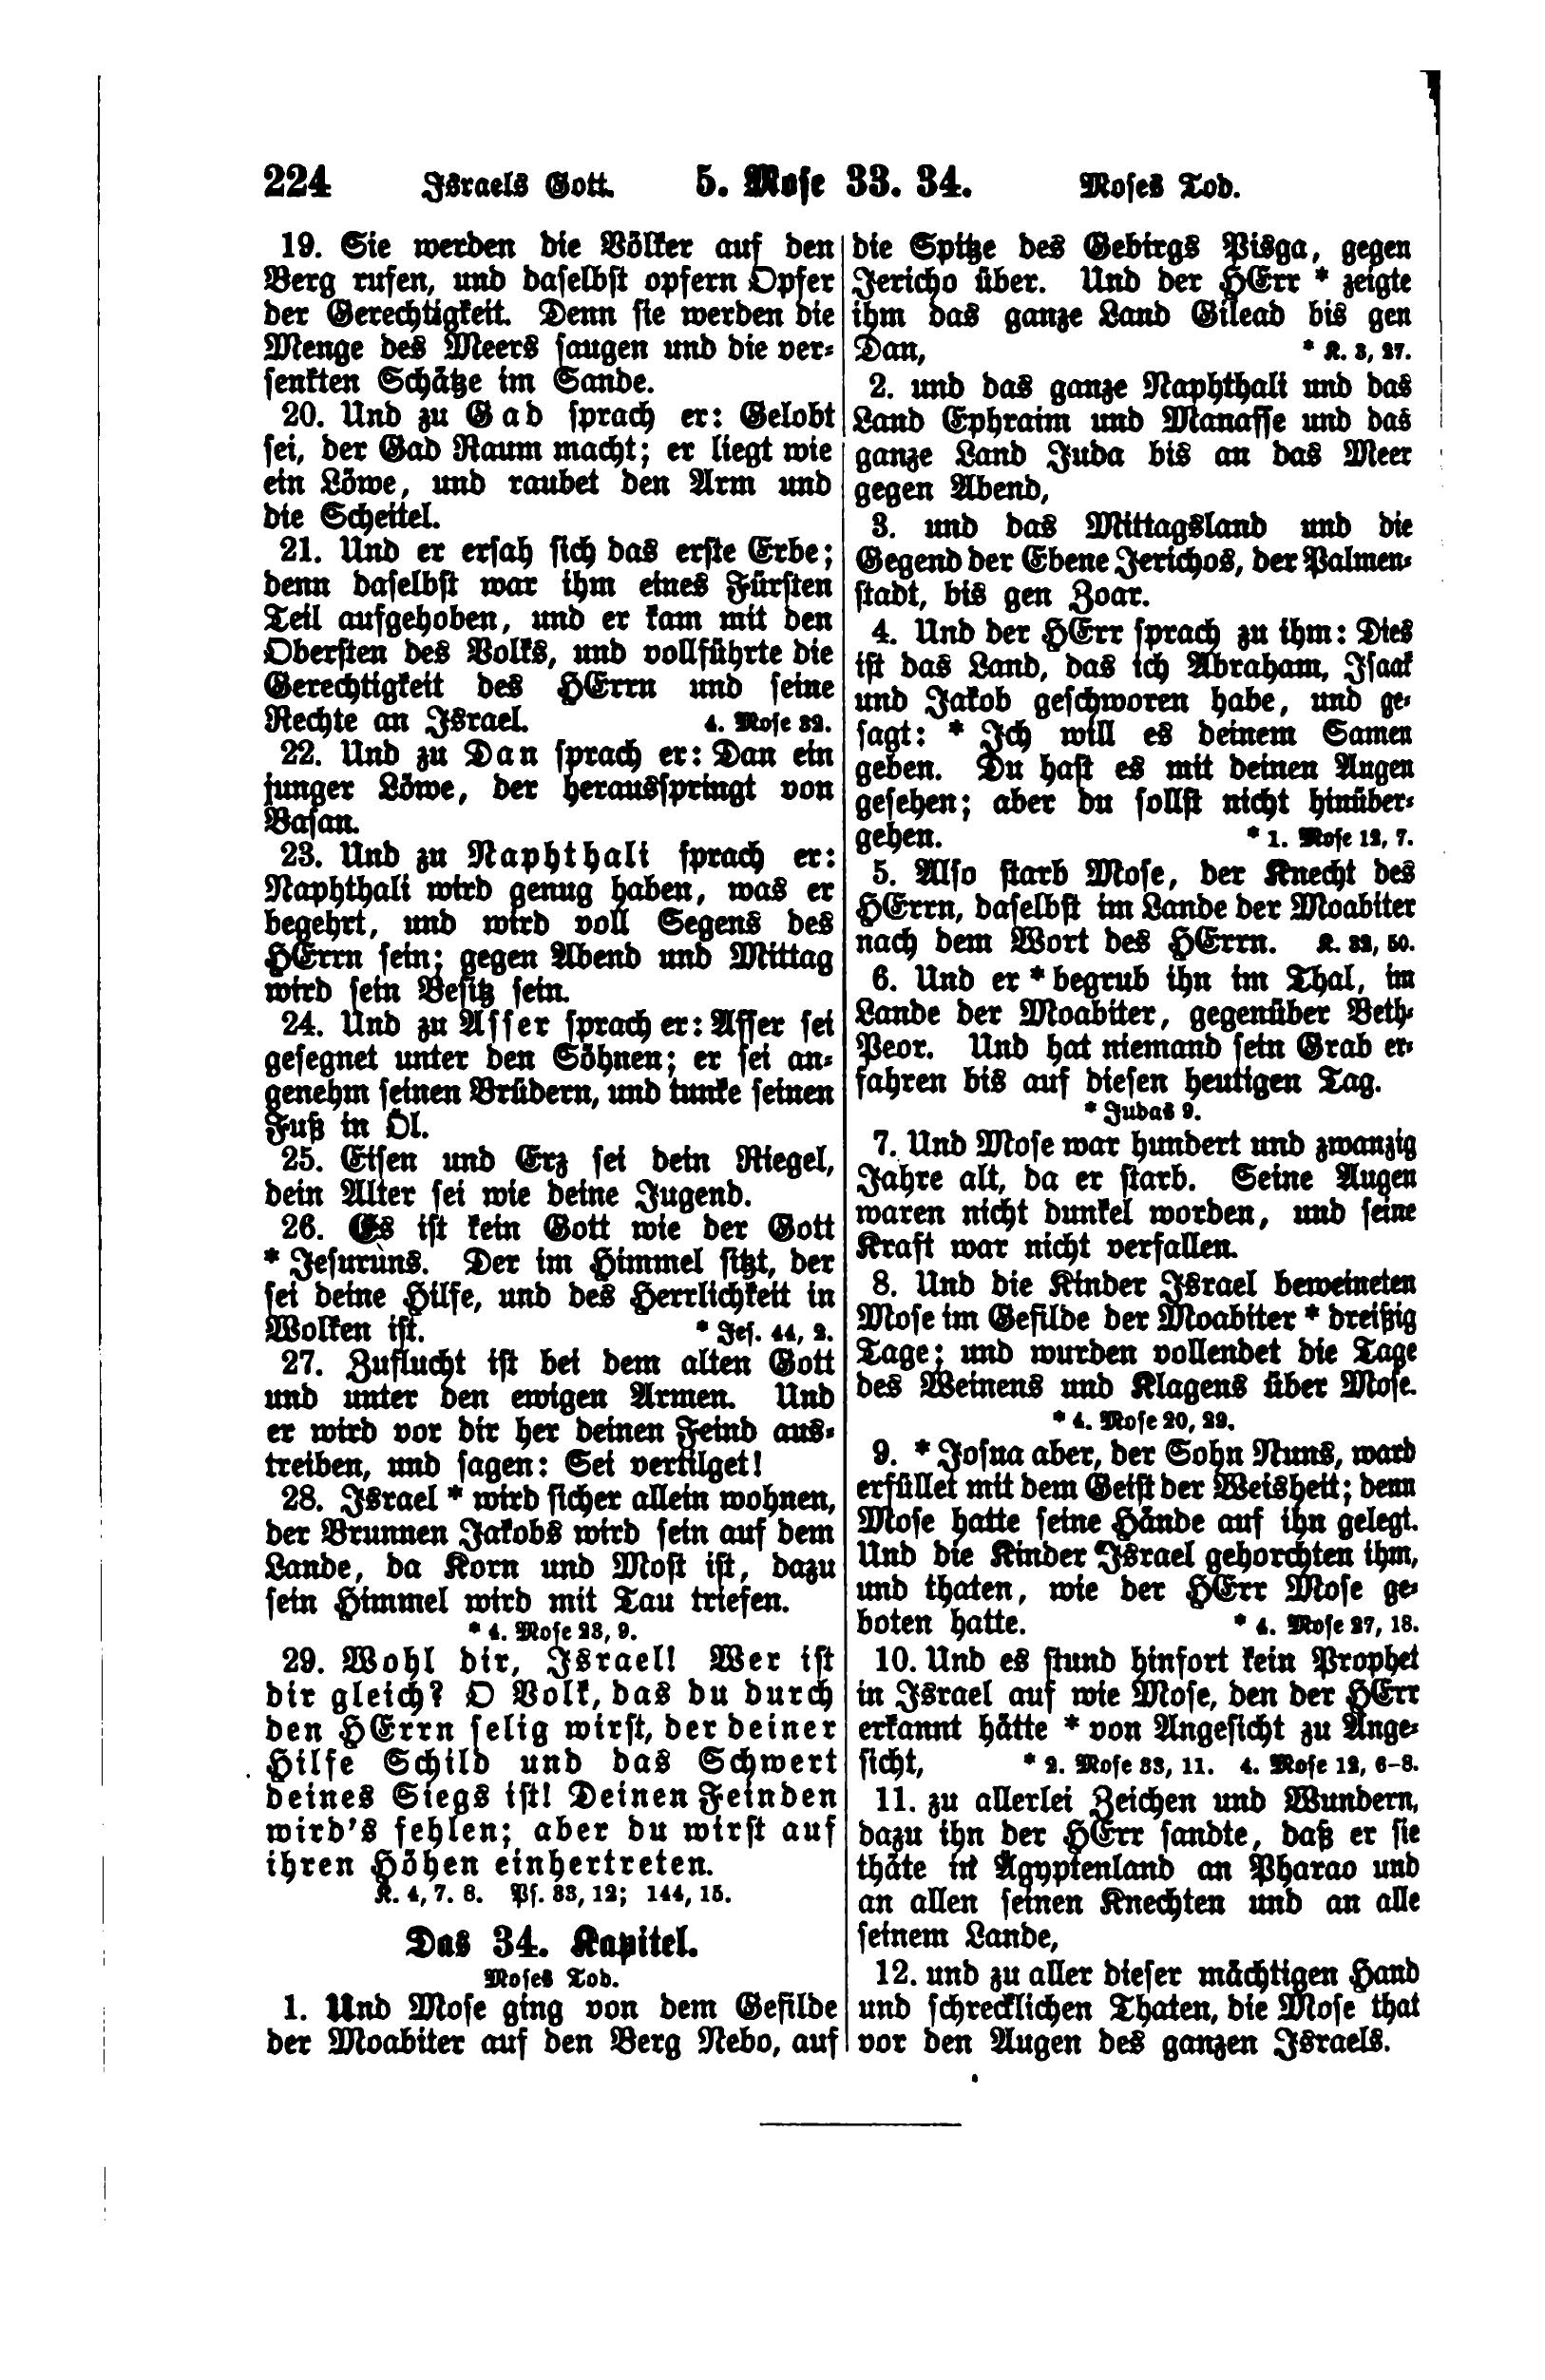 224 Israels Gott. 5. Mose 33. 34. Moses Tod.
19. Sie werden die Völker auf den
Berg rufen, und daselbst opfern Opfer
der Gerechtigkeit. Denn sie werden die
Menge des Meers saugen und die ver-
senkten Schätze im Sande.
20. Und zu Gad sprach er: Gelobt
sei, der Gad Raum macht; er liegt wie
ein Löwe, und raubet den Arm und
die Scheitel.
21. Und er ersah sich das erste Erbe;
denn daselbst war ihm eines Fürsten
Teil aufgehoben, und er kam mit den
Obersten des Volks, und vollführte die
Gerechtigkeit des HErrn und seine
Rechte an Israel. 4. Mose 32.
22. Und zu Dan sprach er: Dan ein
junger Löwe, der herausspringt von
Basan.
23. Und zu Naphthali sprach er:
Naphthali wird genug haben, was er
begehrt, und wird voll Segens des
HErrn sein; gegen Abend und Mittag
wird sein Besitz sein.
24. Und zu Asser sprach er: Asser sei
gesegnet unter den Söhnen; er sei an-
genehm seinen Brüdern, und tunke seinen
Fuß in Öl.
25. Eisen und Erz sei dein Riegel,
dein Alter sei wie deine Jugend.
26. Es ist kein Gott wie der Gott
* Jesuruns. Der im Himmel sitzt, der
sei deine Hilfe, und des Herrlichkeit in
Wolken ist. * Jes. 44, 2.
27. Zuflucht ist bei dem alten Gott
und unter den ewigen Armen. Und
er wird vor dir her deinen Feind aus-
treiben, und sagen: Sei vertilget!
28. Israel * wird sicher allein wohnen,
der Brunnen Jakobs wird sein auf dem
Lande, da Korn und Most ist, dazu
sein Himmel wird mit Tau triefen.
* 4. Mose 23, 9.
29. Wohl dir, Israel! Wer ist
dir gleich? O Volk, das du durch
den HErrn selig wirst, der deiner
Hilfe Schild und das Schwert
deines Siegs ist! Deinen Feinden
wird's fehlen; aber du wirst auf
ihren Höhen einhertreten.
K. 4, 7. 8. Ps. 33, 12; 144, 15.
Das 34. Kapitel.
Moses Tod.
1. Und Mose ging von dem Gefilde
der Moabiter auf den Berg Nebo, auf
die Spitze des Gebirgs Pisga, gegen
Jericho über. Und der HErr * zeigte
ihm das ganze Land Gilead bis gen
Dan, * K. 3, 27.
2. und das ganze Naphthali und das
Land Ephraim und Manasse und das
ganze Land Juda bis an das Meer
gegen Abend,
3. und das Mittagsland und die
Gegend der Ebene Jerichos, der Palmen-
stadt, bis gen Zoar.
4. Und der HErr sprach zu ihm: Dies
ist das Land, das ich Abraham, Isaak
und Jakob geschworen habe, und ge-
sagt: * Ich will es deinem Samen
geben. Du hast es mit deinen Augen
gesehen; aber du sollst nicht hinüber-
gehen. * 1. Mose 12, 7.
5. Also starb Mose, der Knecht des
HErrn, daselbst im Lande der Moabiter
nach dem Wort des HErrn. K. 32, 50.
6. Und er * begrub ihn im Thal, im
Lande der Moabiter, gegenüber Beth-
Peor. Und hat niemand sein Grab er-
fahren bis auf diesen heutigen Tag.
* Judas 9.
7. Und Mose war hundert und zwanzig
Jahre alt, da er starb. Seine Augen
waren nicht dunkel worden, und seine
Kraft war nicht verfallen.
8. Und die Kinder Israel beweineten
Mose im Gefilde der Moabiter * dreißig
Tage; und wurden vollendet die Tage
des Weinens und Klagens über Mose.
* 4. Mose 20, 29.
9. * Josua aber, der Sohn Nuns, ward
erfüllet mit dem Geist der Weisheit; denn
Mose hatte seine Hände auf ihn gelegt.
Und die Kinder Israel gehorchten ihm,
und thaten, wie der HErr Mose ge-
boten hatte. * 4. Mose 27, 18.
10. Und es stund hinfort kein Prophet
in Israel auf wie Mose, den der HErr
erkannt hätte * von Angesicht zu Ange-
sicht, * 2. Mose 33, 11. 4. Mose 12, 6–8.
11. zu allerlei Zeichen und Wundern,
dazu ihn der HErr sandte, daß er sie
thäte in Ägyptenland an Pharao und
an allen seinen Knechten und an alle
seinem Lande,
12. und zu aller dieser mächtigen Hand
und schrecklichen Thaten, die Mose that
vor den Augen des ganzen Israels.